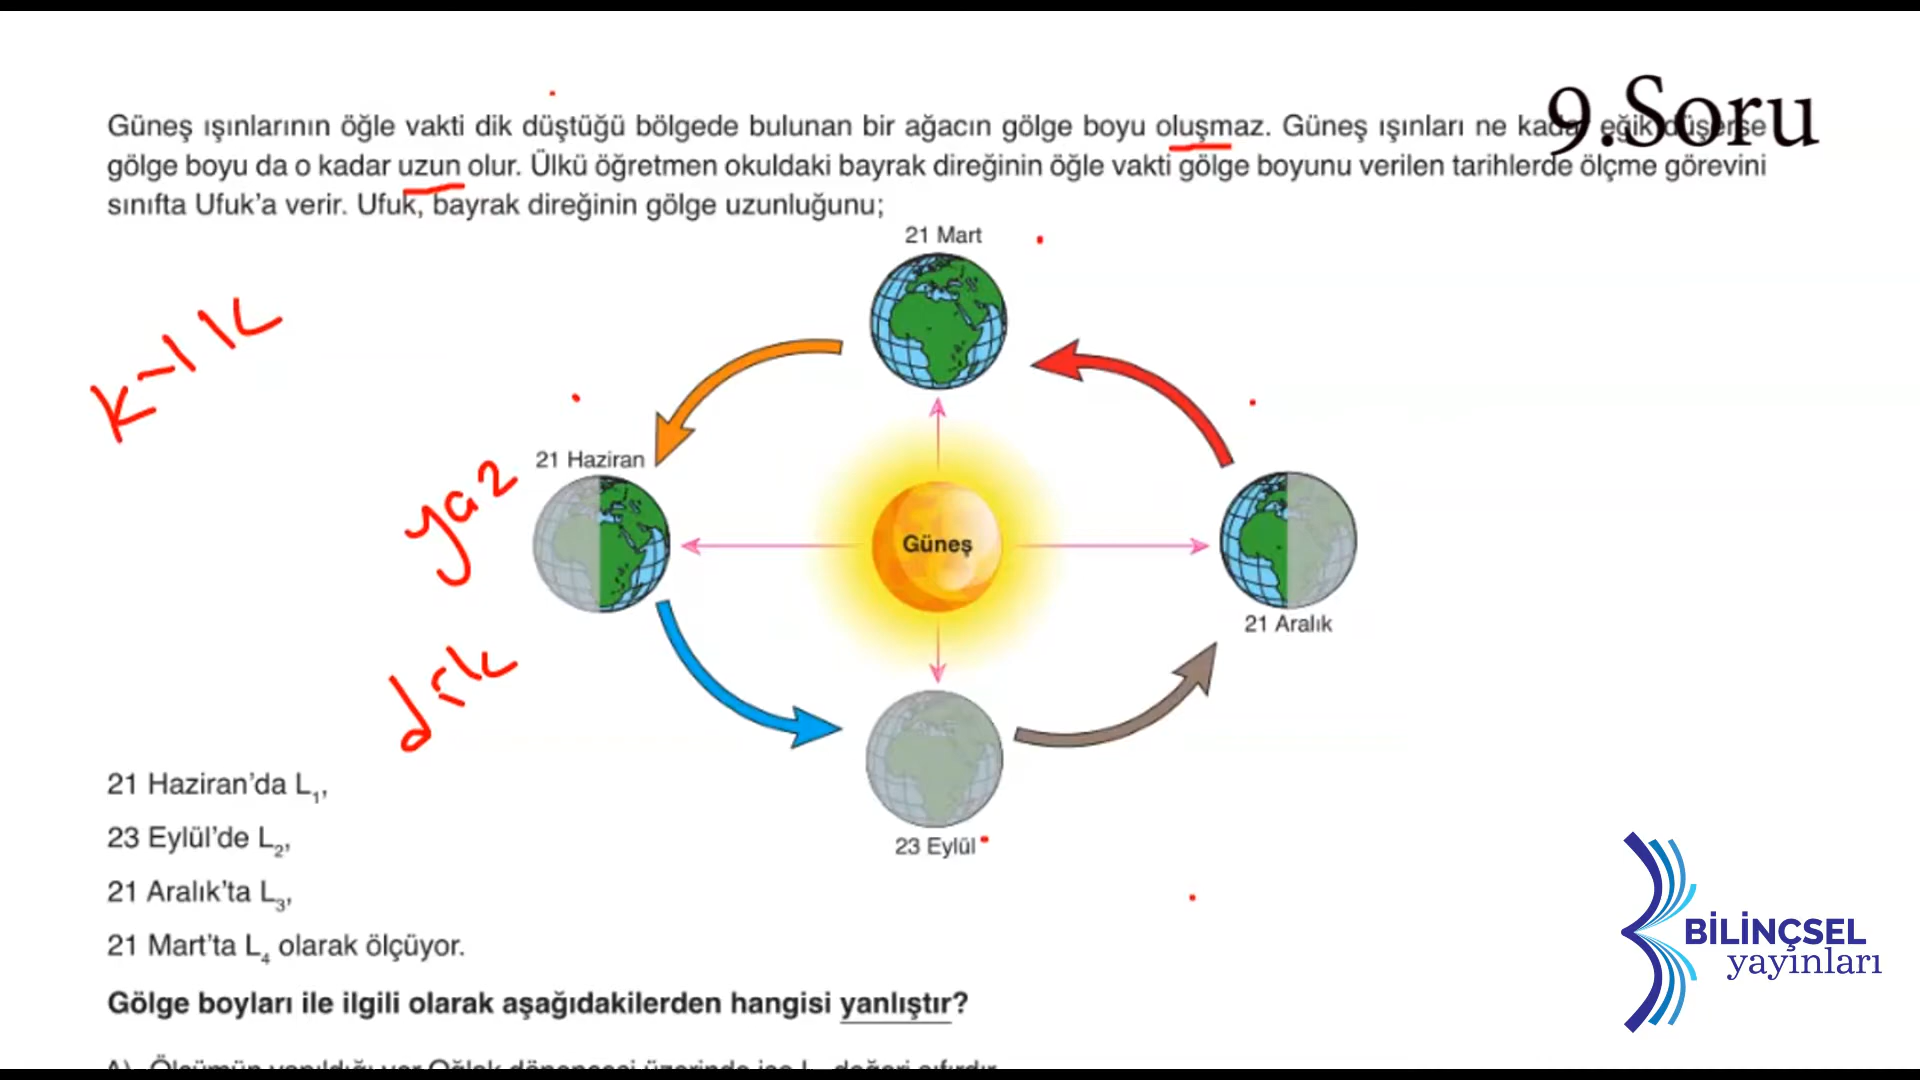 9.Soru
Güneş ışınlarının öğle vakti dik düştüğü bölgede bulunan bir ağacın gölge boyu oluşmaz. Güneş ışınları ne kadar eğik düşerse
gölge boyu da o kadar uzun olur. Ülkü öğretmen okuldaki bayrak direğinin öğle vakti gölge boyunu verilen tarihlerde ölçme görevini
sınıfta Ufuk’a verir. Ufuk, bayrak direğinin gölge uzunluğunu;
21 Mart
21 Haziran
yaz
dik
Güneş
21 Aralık
23 Eylül
21 Haziran’da L₁,
23 Eylül’de L₂,
21 Aralık’ta L₃,
21 Mart’ta L₄ olarak ölçüyor.
Gölge boyları ile ilgili olarak aşağıdakilerden hangisi yanlıştır?
BİLİNÇSEL
yayınları